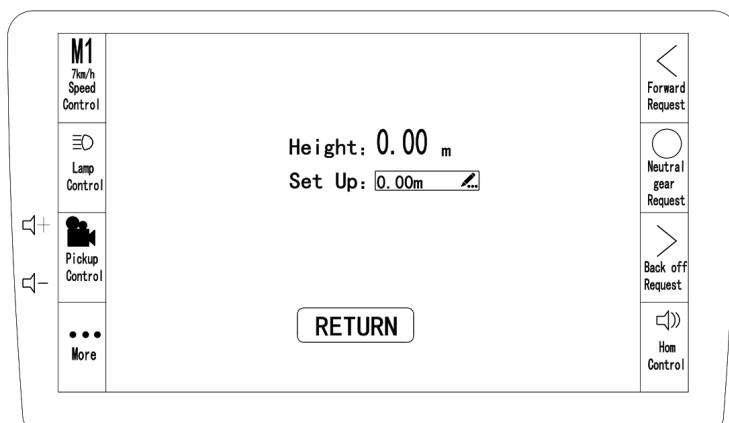 M1
7km/h
Speed
Control
Lamp
Control
Pickup
Control
More
Height: 0.00 m
Set Up: 0.00m
RETURN
Forward
Request
Neutral
gear
Request
Back off
Request
Hom
Control